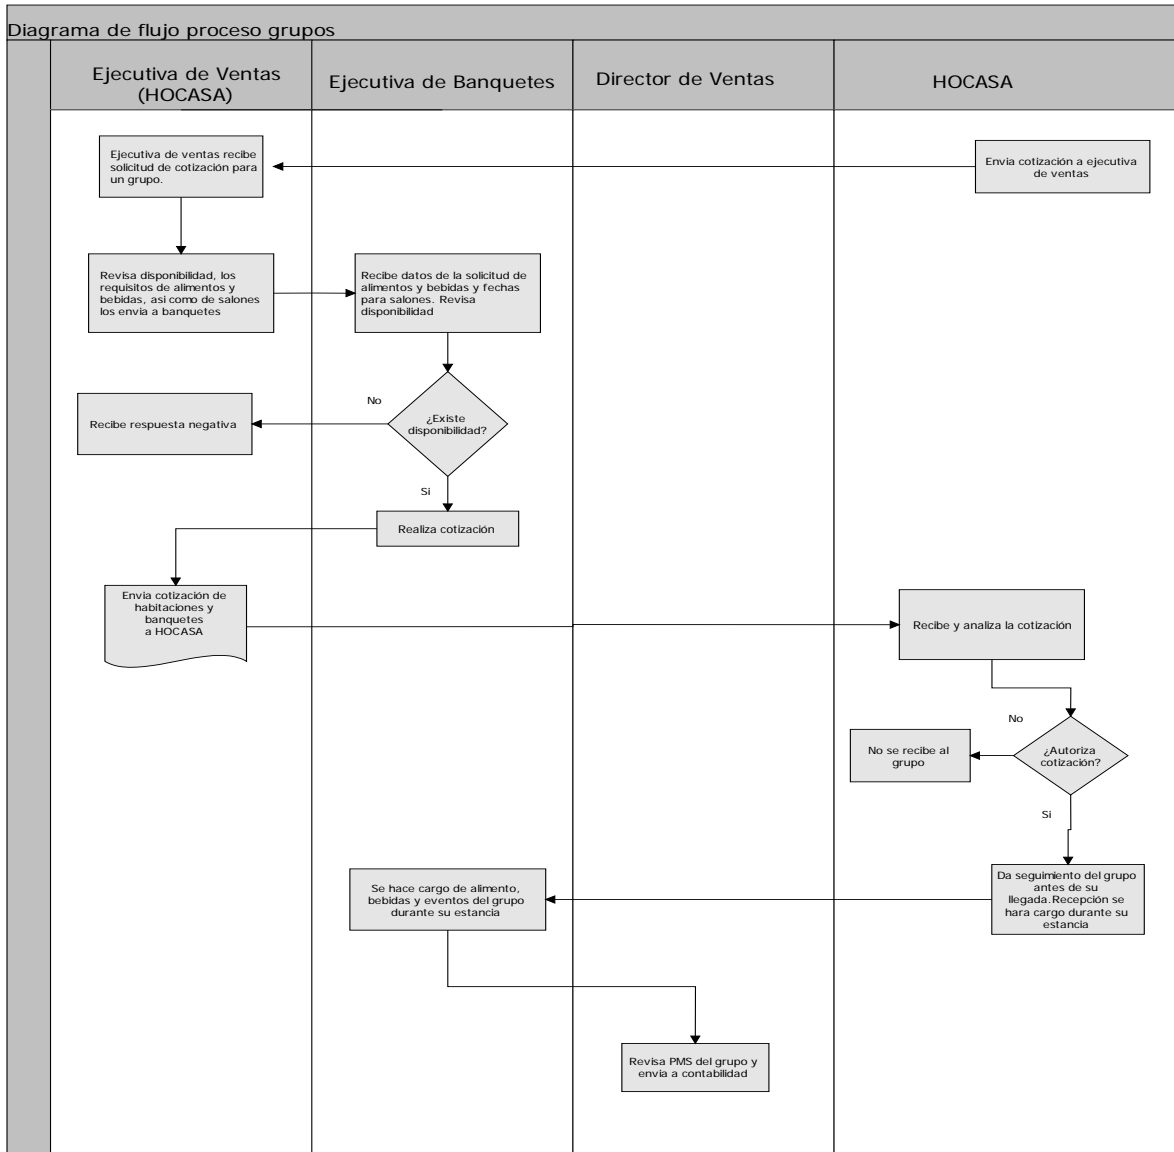 Diagrama de flujo proceso grupos
Ejecutiva de Ventas
(HOCASA)
Ejecutiva de Banquetes
Director de Ventas
HOCASA
Ejecutiva de ventas recibe
solicitud de cotización para
un grupo.
Envia cotización a ejecutiva
de ventas
Revisa disponibilidad, los
requisitos de alimentos y
bebidas, asi como de salones
los envia a banquetes
Recibe datos de la solicitud de
alimentos y bebidas y fechas
para salones. Revisa
disponibilidad
No
Recibe respuesta negativa
¿Existe
disponibilidad?
Si
Realiza cotización
Envia cotización de
habitaciones y
banquetes
a HOCASA
Recibe y analiza la cotización
No
No se recibe al
grupo
¿Autoriza
cotización?
Si
Se hace cargo de alimento,
bebidas y eventos del grupo
durante su estancia
Da seguimiento del grupo
antes de su
llegada.Recepción se
hara cargo durante su
estancia
Revisa PMS del grupo y
envia a contabilidad